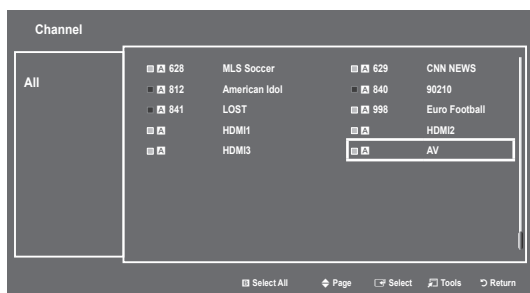 Channel
All
A 628 MLS Soccer A 629 CNN NEWS
A 812 American Idol A 840 90210
A 841 LOST A 998 Euro Football
A HDMI1 A HDMI2
A HDMI3 A AV
B Select All Page Select Tools Return